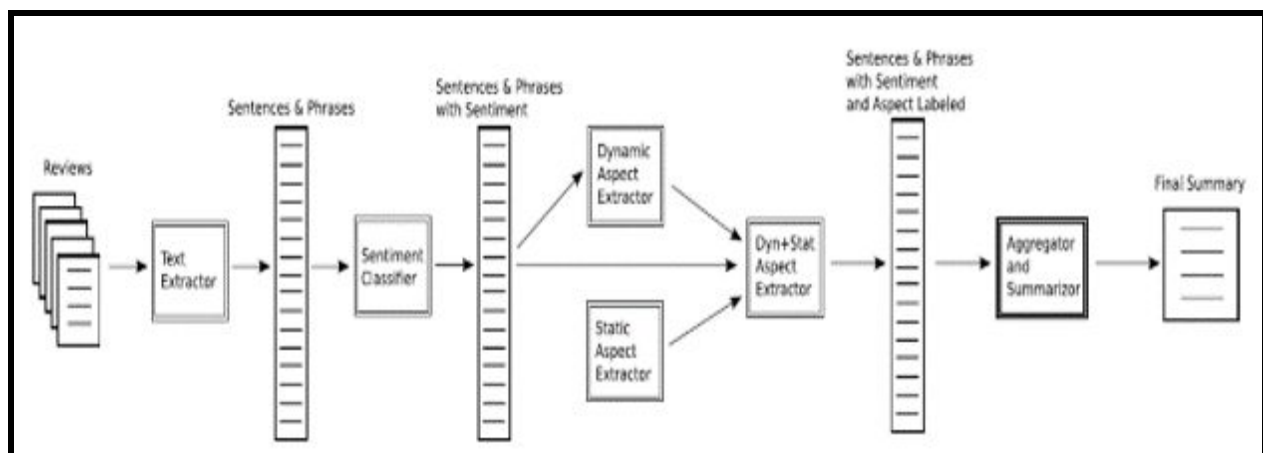 Reviews
Text
Extractor
Sentences & Phrases
Sentiment
Classifier
Sentences & Phrases
with Sentiment
Dynamic
Aspect
Extractor
Static
Aspect
Extractor
Dyn+Stat
Aspect
Extractor
Sentences & Phrases
with Sentiment
and Aspect Labeled
Aggregator
and
Summarizor
Final Summary